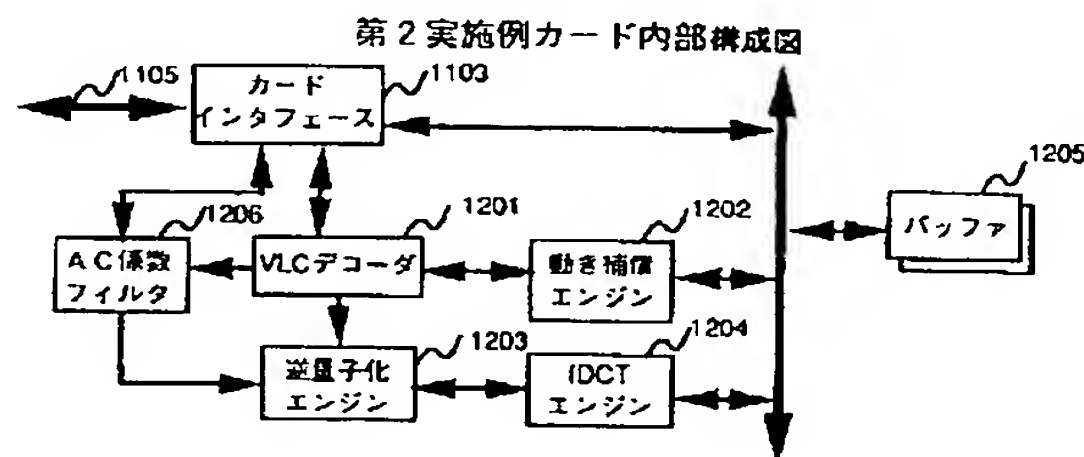 第2実施例カード内部構成図
1105
カード
インタフェース
1103
1205
バッファ
1206
AC係数
フィルタ
1201
VLCデコーダ
1202
動き補償
エンジン
1203
逆量子化
エンジン
1204
IDCT
エンジン